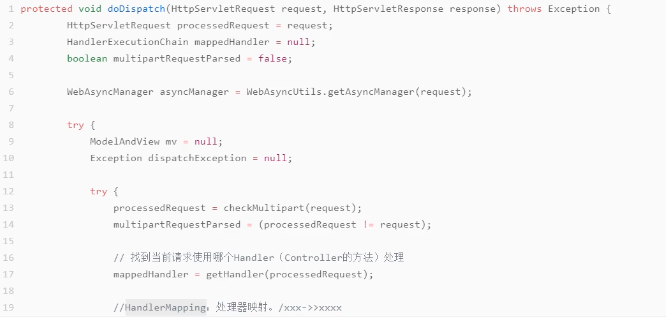 1 protected void doDispatch(HttpServletRequest request, HttpServletResponse response) throws Exception {
2 HttpServletRequest processedRequest = request;
3 HandlerExecutionChain mappedHandler = null;
4 boolean multipartRequestParsed = false;
5
6 WebAsyncManager asyncManager = WebAsyncUtils.getAsyncManager(request);
7
8 try {
9 ModelAndView mv = null;
10 Exception dispatchException = null;
11
12 try {
13 processedRequest = checkMultipart(request);
14 multipartRequestParsed = (processedRequest != request);
15
16 // 找到当前请求使用哪个Handler（Controller的方法）处理
17 mappedHandler = getHandler(processedRequest);
18
19 //HandlerMapping：处理器映射。/xxx->>xxxx